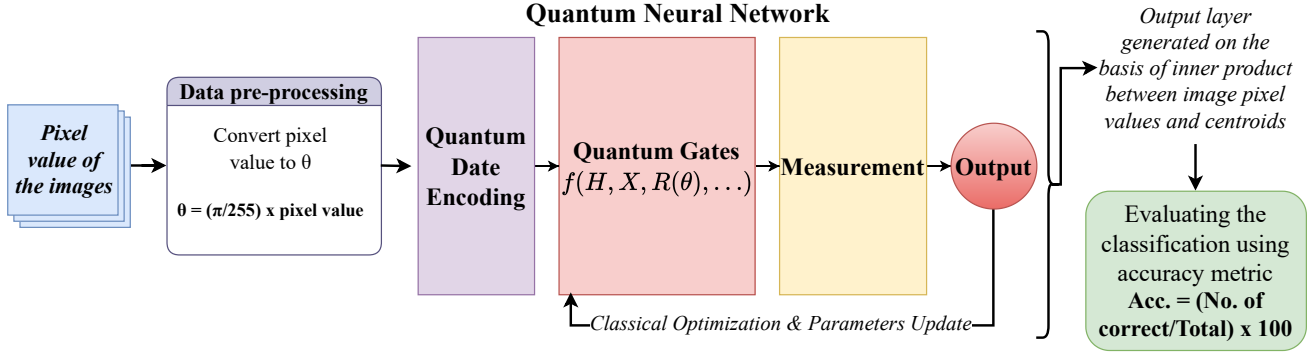 Quantum Neural Network
Pixel
value of
the images
Data pre-processing
Convert pixel
value to θ
θ = (π/255) x pixel value
Quantum
Date
Encoding
Quantum Gates
f(H, X, R(θ), . . .)
Measurement
Output
Classical Optimization & Parameters Update
Output layer
generated on the
basis of inner product
between image pixel
values and centroids
Evaluating the
classification using
accuracy metric
Acc. = (No. of
correct/Total) x 100